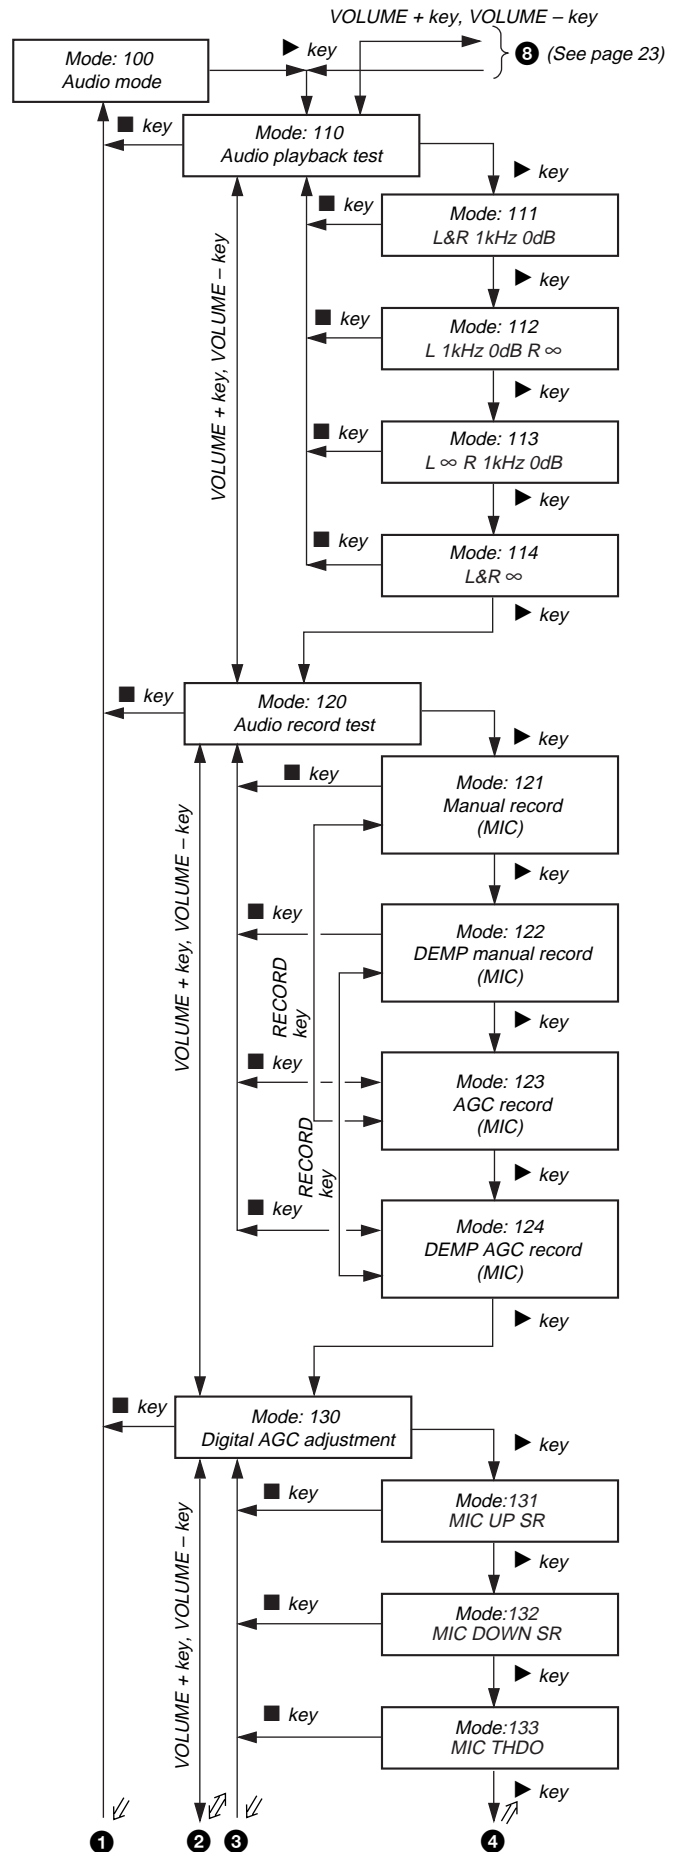 VOLUME + key, VOLUME – key
Mode: 100
Audio mode
▶ key
❽ (See page 23)
■ key
Mode: 110
Audio playback test
▶ key
■ key
Mode: 111
L&R 1kHz 0dB
▶ key
■ key
Mode: 112
L 1kHz 0dB R ∞
▶ key
VOLUME + key, VOLUME – key
■ key
Mode: 113
L ∞ R 1kHz 0dB
▶ key
■ key
Mode: 114
L&R ∞
▶ key
■ key
Mode: 120
Audio record test
▶ key
■ key
Mode: 121
Manual record
(MIC)
▶ key
■ key
Mode: 122
DEMP manual record
(MIC)
VOLUME + key, VOLUME – key
RECORD
key
▶ key
■ key
Mode: 123
AGC record
(MIC)
RECORD
key
▶ key
■ key
Mode: 124
DEMP AGC record
(MIC)
▶ key
■ key
Mode: 130
Digital AGC adjustment
▶ key
■ key
Mode:131
MIC UP SR
▶ key
VOLUME + key, VOLUME – key
■ key
Mode:132
MIC DOWN SR
▶ key
■ key
Mode:133
MIC THDO
▶ key
❶ ❷ ❸ ❹